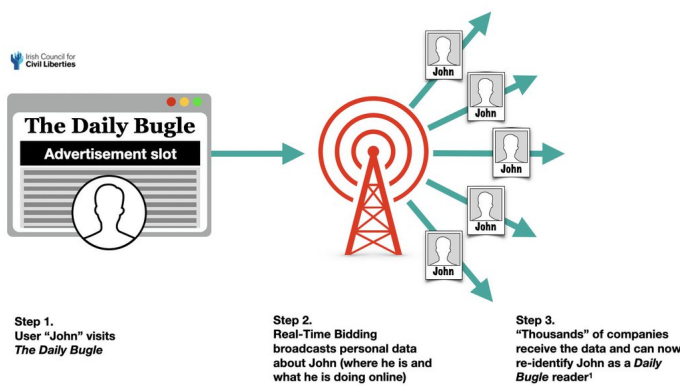 Irish Council for
Civil Liberties
The Daily Bugle
Advertisement slot
John
John
John
John
John
Step 1.
User “John” visits
The Daily Bugle
Step 2.
Real-Time Bidding
broadcasts personal data
about John (where he is and
what he is doing online)
Step 3.
“Thousands” of companies
receive the data and can now
re-identify John as a Daily
Bugle reader¹